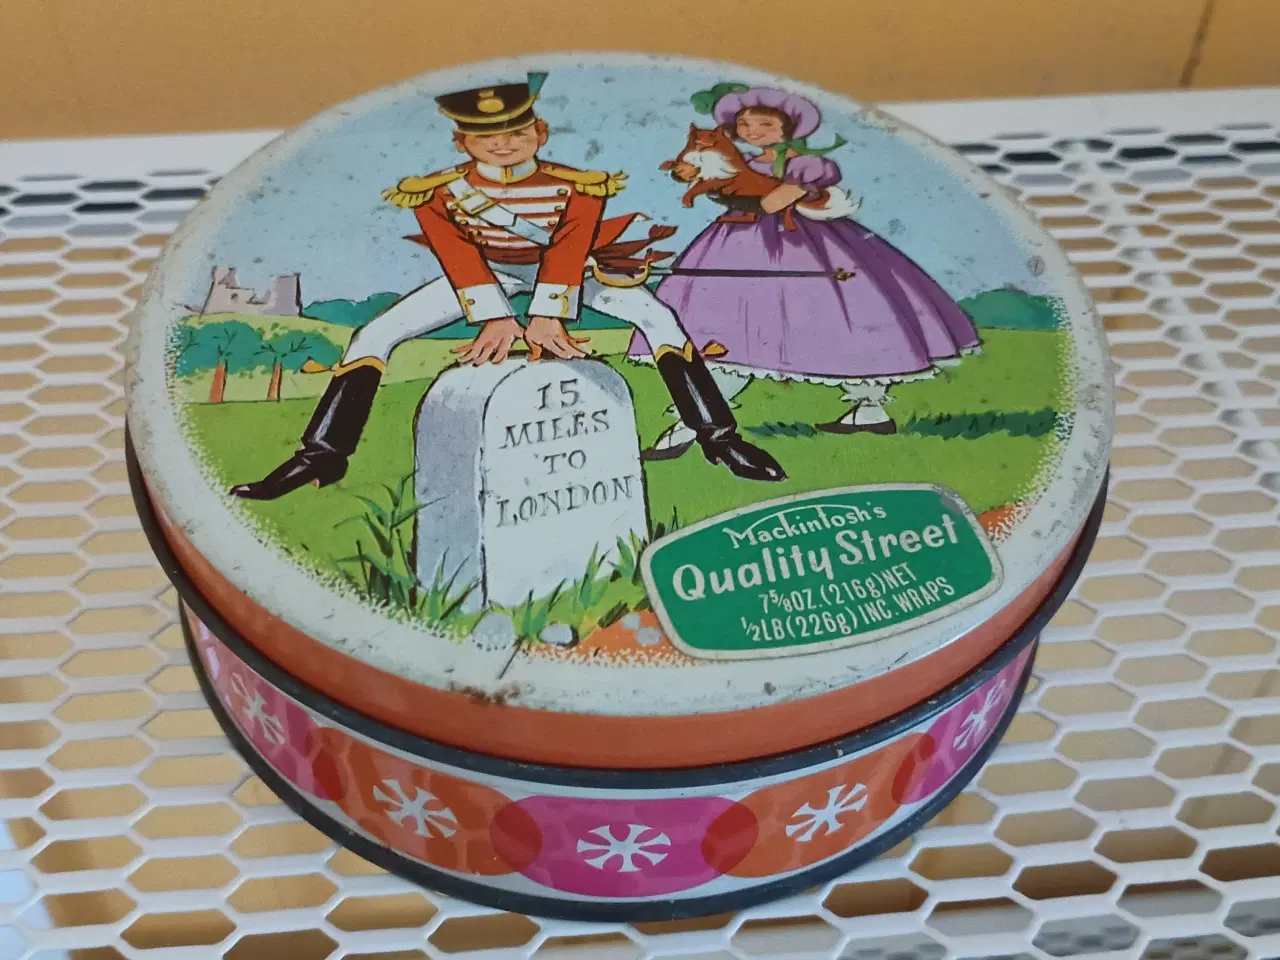 15
MILES
TO
LONDON
Mackintosh's
Quality Street
7⅝OZ.(216g)NET
½LB(226g)INC.WRAPS